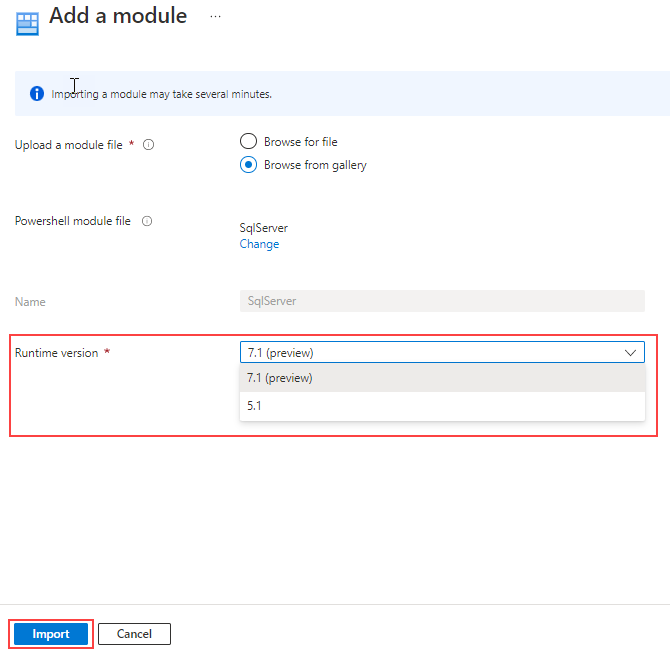 Add a module ...
Importing a module may take several minutes.
Upload a module file *
Browse for file
Browse from gallery
Powershell module file
SqlServer
Change
Name
SqlServer
Runtime version *
7.1 (preview)
7.1 (preview)
5.1
Import
Cancel